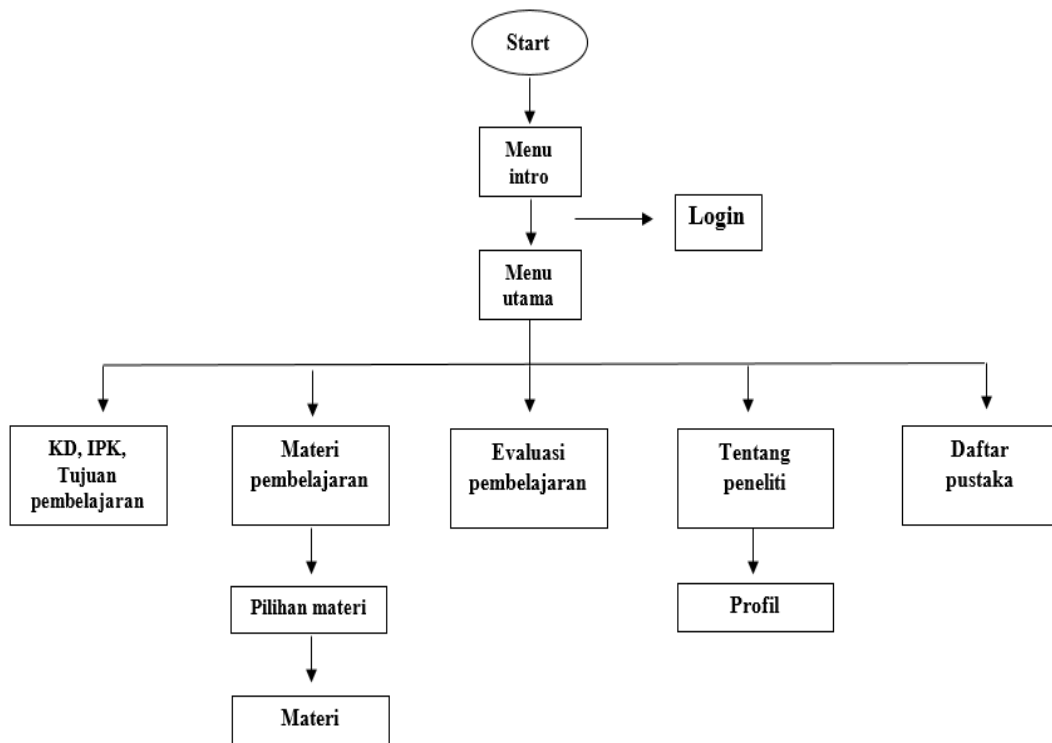 Start
Menu
intro
Login
Menu
utama
KD, IPK,
Tujuan
pembelajaran
Materi
pembelajaran
Evaluasi
pembelajaran
Tentang
peneliti
Daftar
pustaka
Pilihan materi
Profil
Materi